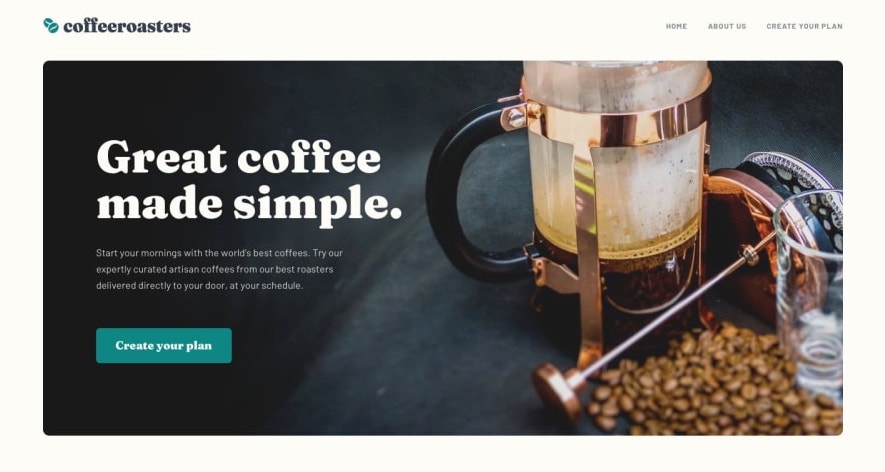 coffeeroasters
HOME
ABOUT US
CREATE YOUR PLAN
Great coffee
made simple.
Start your mornings with the world's best coffees. Try our
expertly curated artisan coffees from our best roasters
delivered directly to your door, at your schedule.
Create your plan